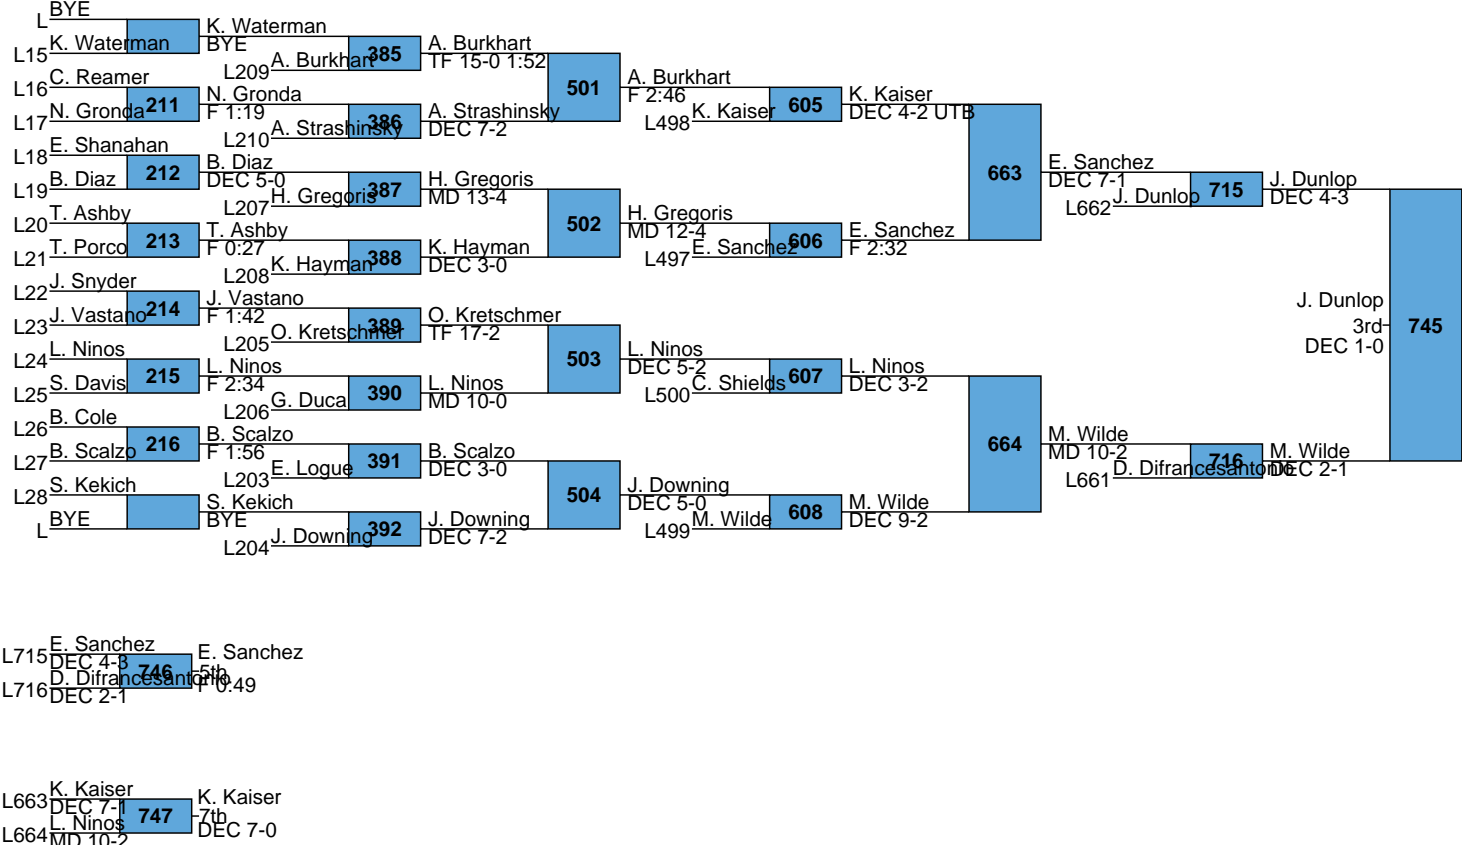 BYE
L
K. Waterman
L15
K. Waterman
BYE
C. Reamer
L16
211
N. Gronda
L17
N. Gronda
F 1:19
E. Shanahan
L18
212
B. Diaz
L19
B. Diaz
DEC 5-0
T. Ashby
L20
213
T. Porco
L21
T. Ashby
F 0:27
J. Snyder
L22
214
J. Vastano
L23
J. Vastano
F 1:42
L. Ninos
L24
215
S. Davis
L25
L. Ninos
F 2:34
B. Cole
L26
216
B. Scalzo
L27
B. Scalzo
F 1:56
S. Kekich
L28
BYE
L
S. Kekich
BYE
L209
A. Burkhart
385
A. Burkhart
TF 15-0 1:52
L210
A. Strashinsky
386
A. Strashinsky
DEC 7-2
L207
H. Gregoris
387
H. Gregoris
MD 13-4
L208
K. Hayman
388
K. Hayman
DEC 3-0
L205
O. Kretschmer
389
O. Kretschmer
TF 17-2
L206
G. Duca
390
L. Ninos
MD 10-0
L203
E. Logue
391
B. Scalzo
DEC 3-0
L204
J. Downing
392
J. Downing
DEC 7-2
501
A. Burkhart
F 2:46
502
H. Gregoris
MD 12-4
503
L. Ninos
DEC 5-2
504
J. Downing
DEC 5-0
L498
K. Kaiser
605
K. Kaiser
DEC 4-2 UTB
L497
E. Sanchez
606
E. Sanchez
F 2:32
L500
C. Shields
607
L. Ninos
DEC 3-2
L499
M. Wilde
608
M. Wilde
DEC 9-2
663
E. Sanchez
DEC 7-1
664
M. Wilde
MD 10-2
L662
J. Dunlop
715
J. Dunlop
DEC 4-3
L661
D. Difrancesantonio
716
M. Wilde
DEC 2-1
J. Dunlop
3rd
DEC 1-0
745
L715
E. Sanchez
DEC 4-3
746
L716
D. Difrancesantonio
DEC 2-1
E. Sanchez
5th
F 0:49
L663
K. Kaiser
DEC 7-1
747
L664
L. Ninos
MD 10-2
K. Kaiser
7th
DEC 7-0